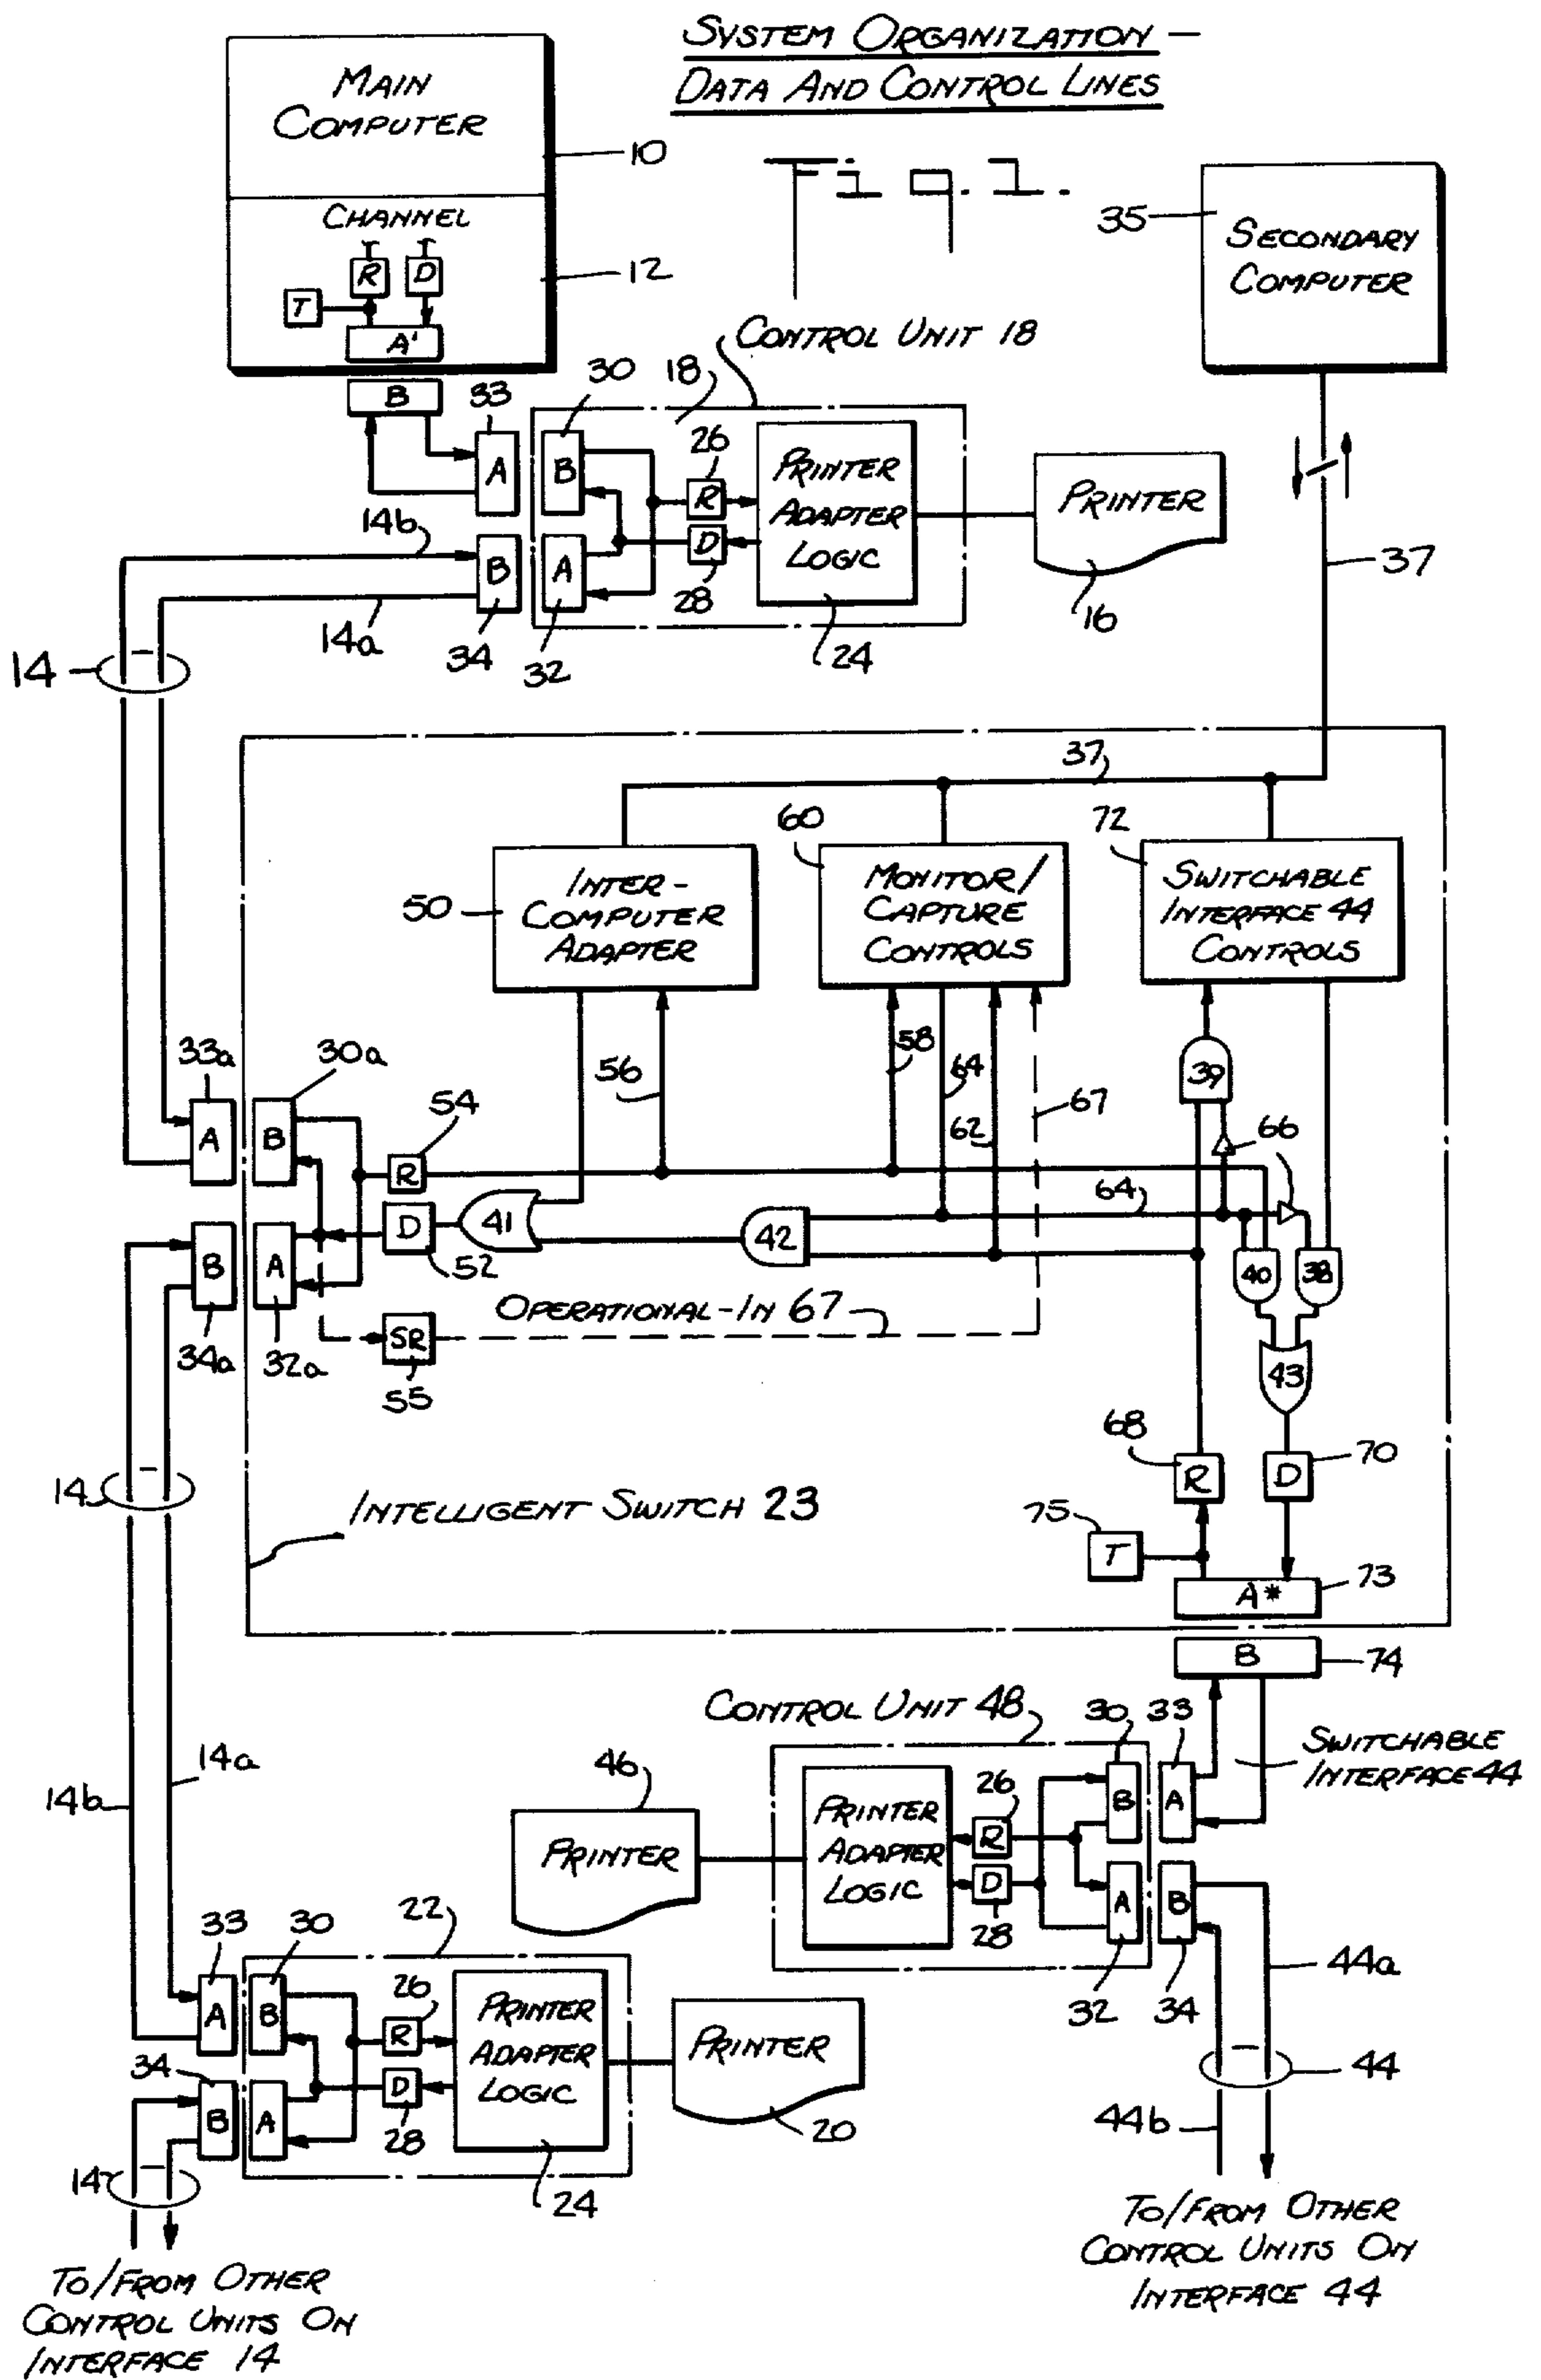 SYSTEM ORGANIZATION —
DATA AND CONTROL LINES
Fig. 1.
MAIN
COMPUTER
10
CHANNEL
R
D
12
T
A'
B
35
SECONDARY
COMPUTER
CONTROL UNIT 18
33
30
18
26
A
B
R
PRINTER
ADAPTER
LOGIC
PRINTER
14b
B
A
D
37
28
16
14a
34
32
24
14
37
60
72
50
INTER-
COMPUTER
ADAPTER
MONITOR/
CAPTURE
CONTROLS
SWITCHABLE
INTERFACE 44
CONTROLS
33a
30a
54
56
58
64
62
67
39
66
A
B
R
64
B
A
D
41
42
40
38
52
OPERATIONAL-IN 67
34a
32a
SR
55
43
68
R
D
70
14
INTELLIGENT SWITCH 23
75
T
A*
73
B
74
CONTROL UNIT 48
30
33
SWITCHABLE
INTERFACE 44
14b
14a
46
PRINTER
PRINTER
ADAPTER
LOGIC
26
R
D
28
B
A
A
B
32
34
44a
44
44b
22
33
30
26
A
B
R
PRINTER
ADAPTER
LOGIC
PRINTER
34
B
A
D
28
20
14
24
TO/FROM OTHER
CONTROL UNITS ON
INTERFACE 44
TO/FROM OTHER
CONTROL UNITS ON
INTERFACE 14